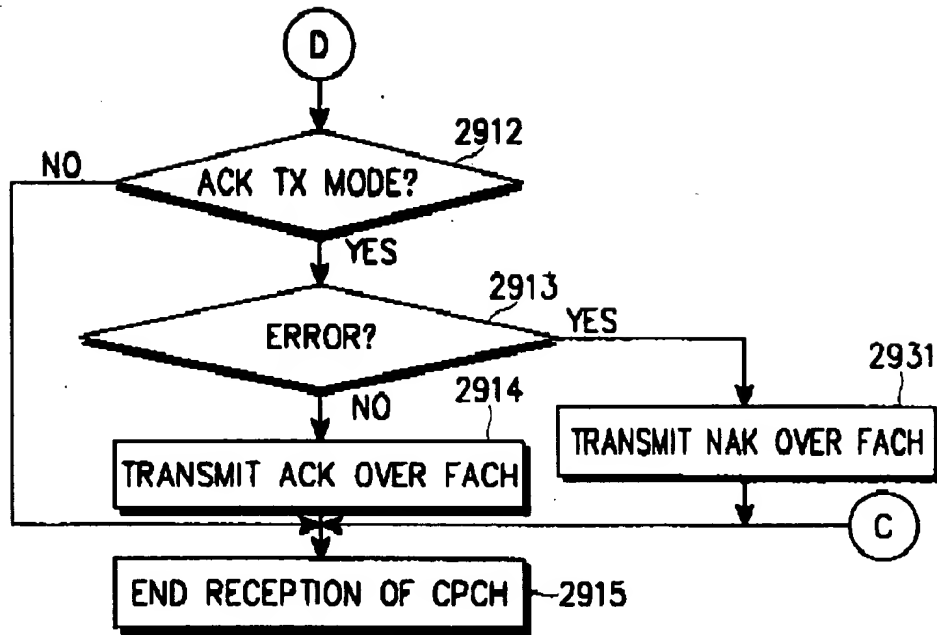 D
2912
NO
ACK TX MODE?
YES
2913
ERROR?
YES
2931
2914
NO
TRANSMIT NAK OVER FACH
TRANSMIT ACK OVER FACH
C
END RECEPTION OF CPCH
2915